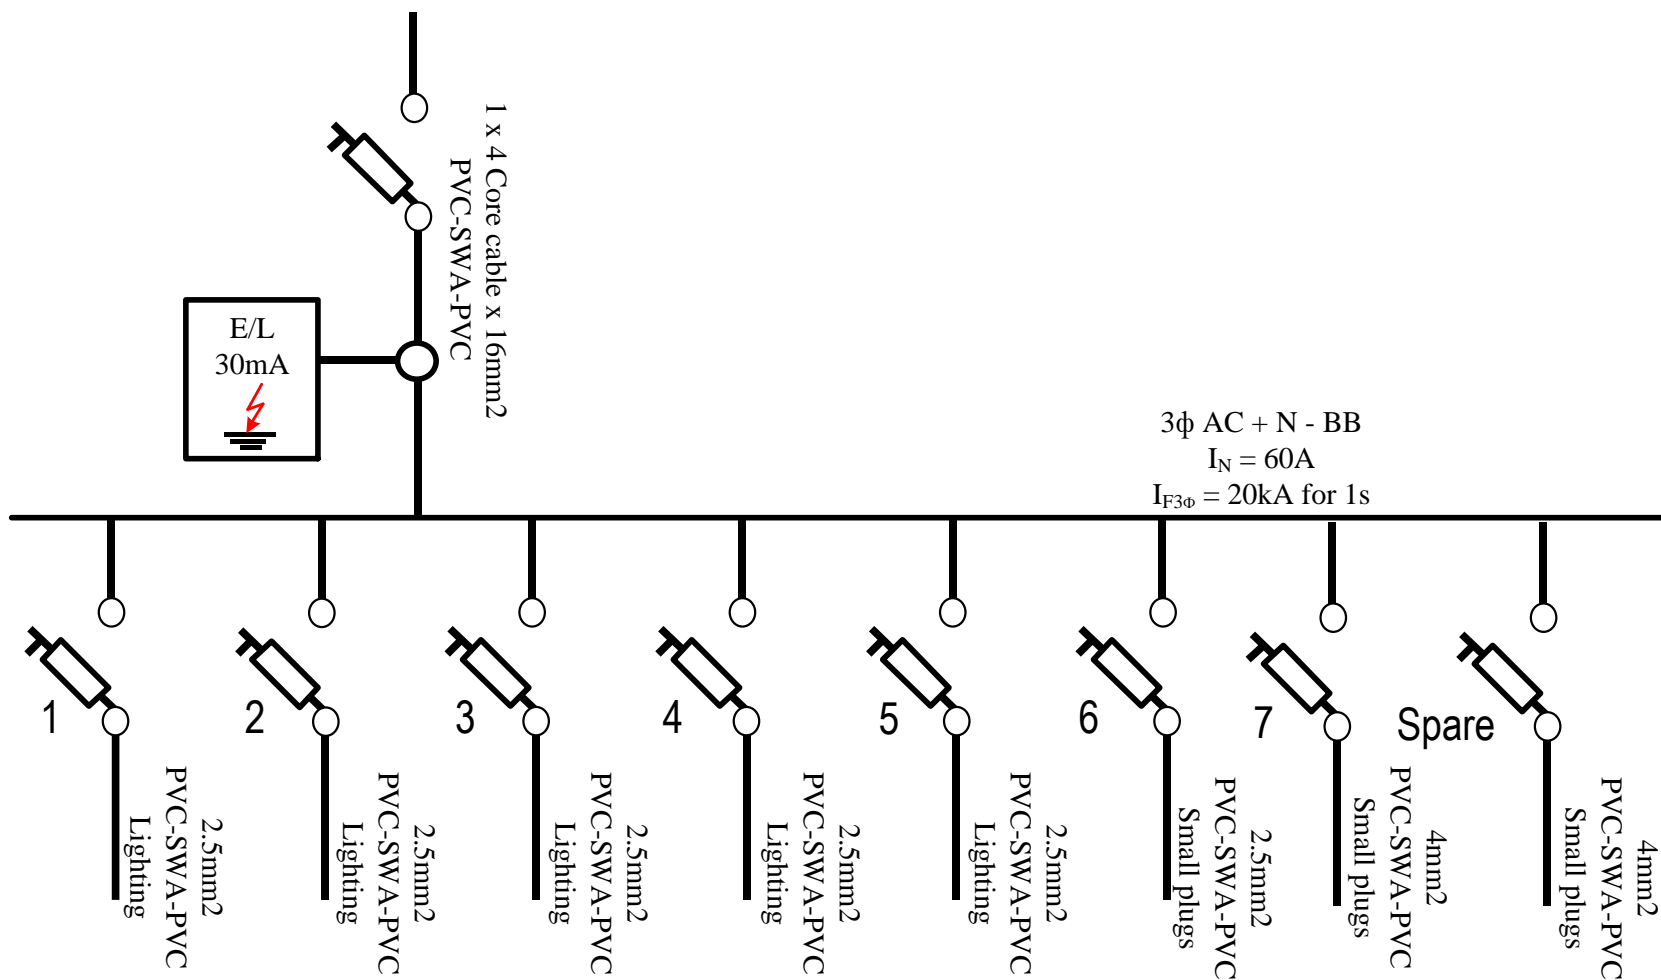 1 x 4 Core cable x 16mm2
PVC-SWA-PVC
E/L
30mA
3ф AC + N - BB
I_N = 60A
I_F3Φ = 20kA for 1s
1
2.5mm2
PVC-SWA-PVC
Lighting
2
2.5mm2
PVC-SWA-PVC
Lighting
3
2.5mm2
PVC-SWA-PVC
Lighting
4
2.5mm2
PVC-SWA-PVC
Lighting
5
2.5mm2
PVC-SWA-PVC
Lighting
6
2.5mm2
PVC-SWA-PVC
Small plugs
7
4mm2
PVC-SWA-PVC
Small plugs
Spare
4mm2
PVC-SWA-PVC
Small plugs